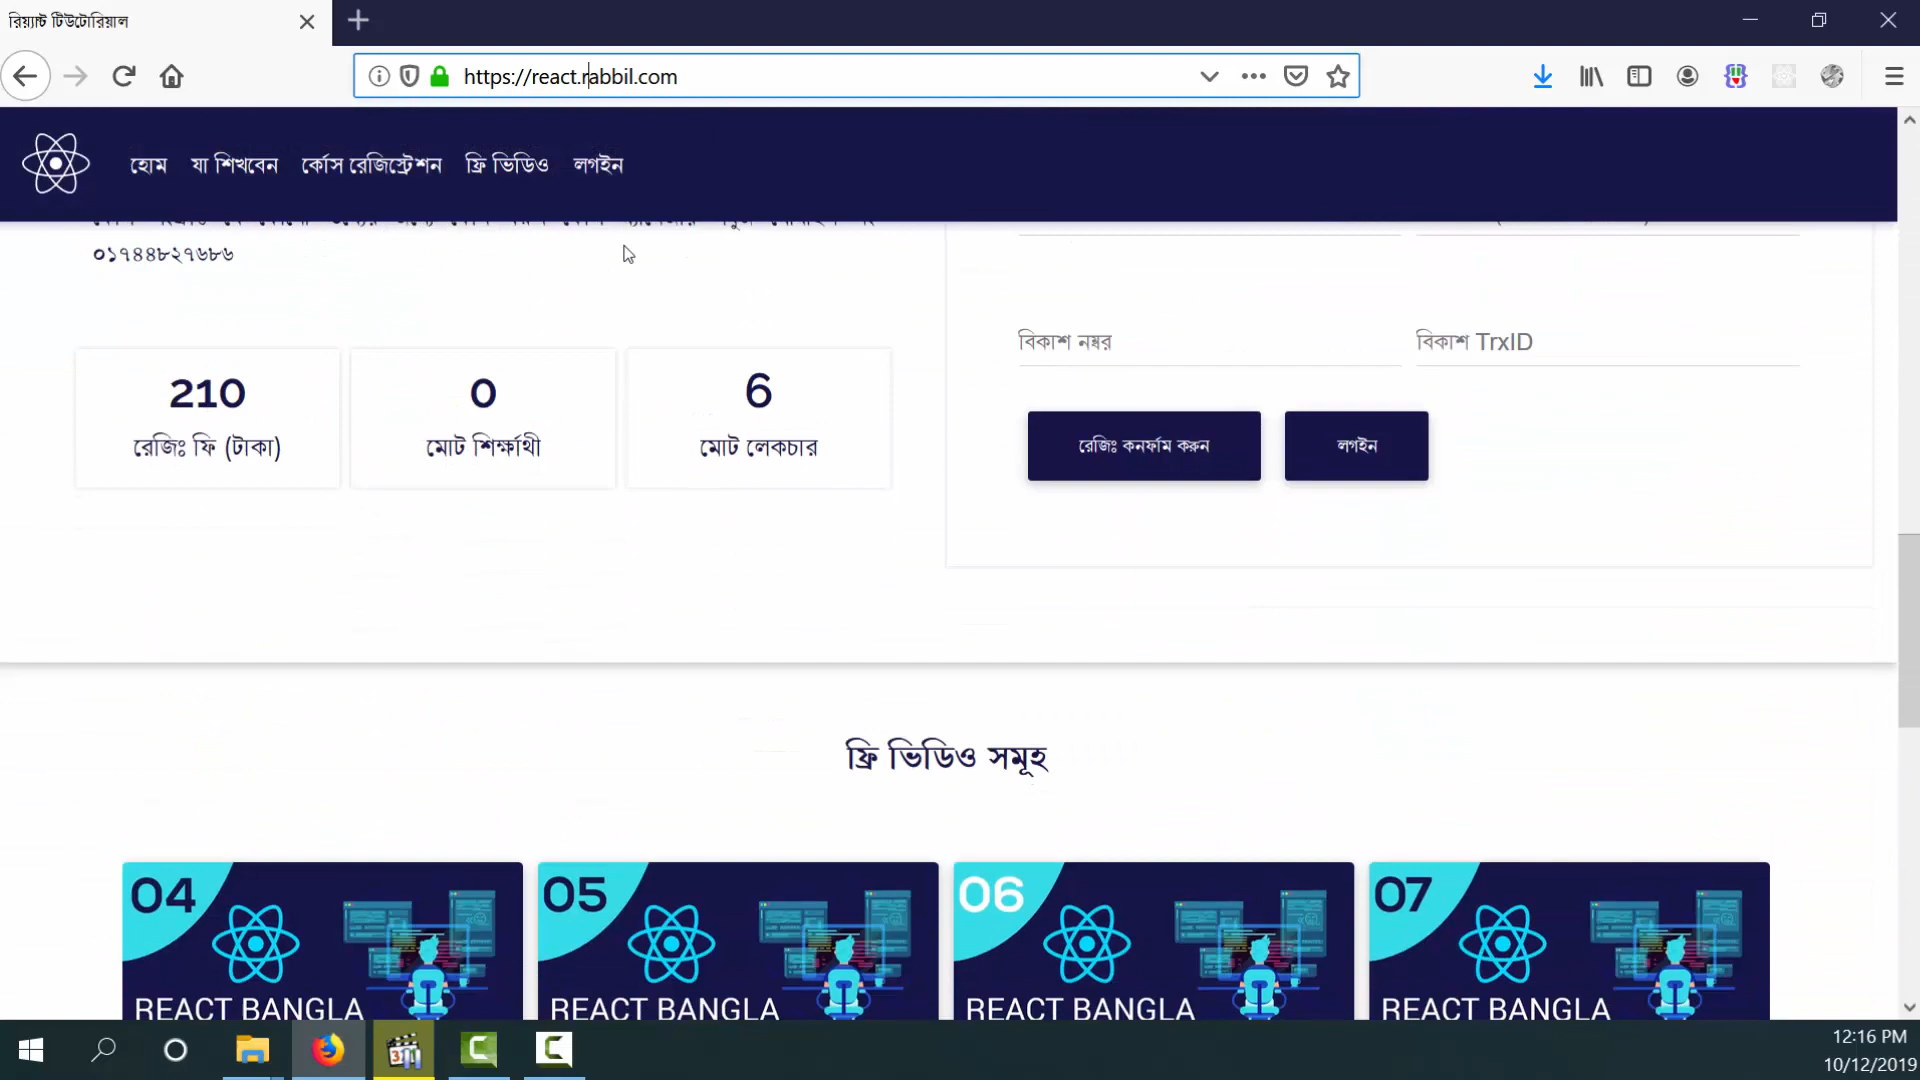 রিয়্যাক্ট টিউটোরিয়াল
https://react.rabbil.com
হোম যা শিখবেন কোর্স রেজিস্ট্রেশন ফ্রি ভিডিও লগইন
০১৭৪৪৮২৭৬৮৬
বিকাশ নম্বর বিকাশ TrxID
210 0 6
রেজিঃ ফি (টাকা) মোট শিক্ষার্থী মোট লেকচার
রেজিঃ কনফার্ম করুন লগইন
ফ্রি ভিডিও সমূহ
04 05 06 07
REACT BANGLA REACT BANGLA REACT BANGLA REACT BANGLA
12:16 PM
10/12/2019